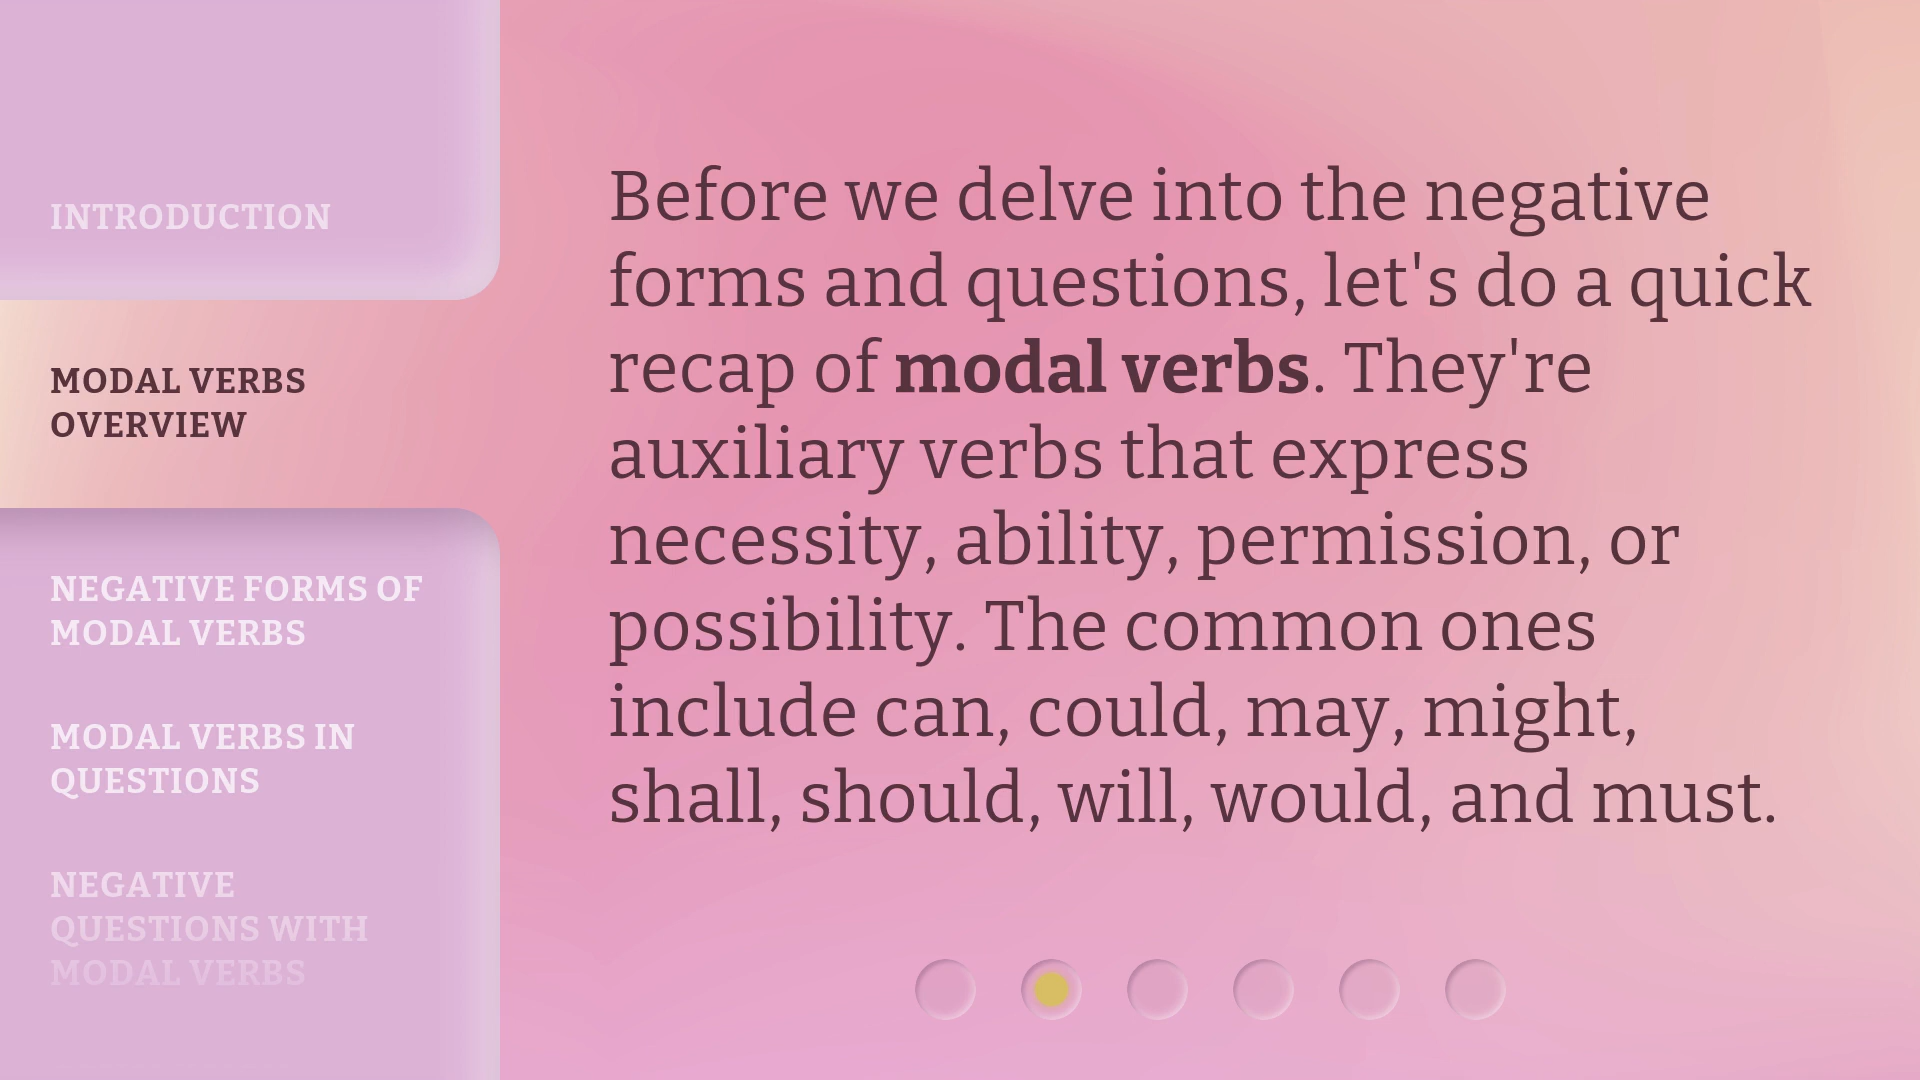 INTRODUCTION
MODAL VERBS
OVERVIEW
NEGATIVE FORMS OF
MODAL VERBS
MODAL VERBS IN
QUESTIONS
NEGATIVE
QUESTIONS WITH
MODAL VERBS
Before we delve into the negative
forms and questions, let's do a quick
recap of modal verbs. They're
auxiliary verbs that express
necessity, ability, permission, or
possibility. The common ones
include can, could, may, might,
shall, should, will, would, and must.